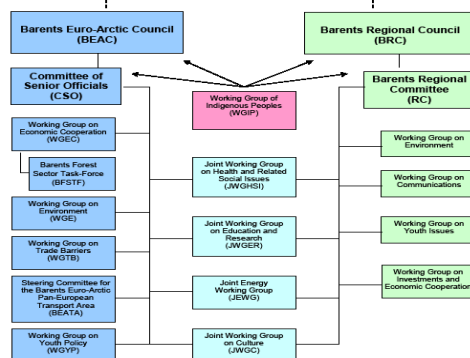 Barents Euro-Arctic Council
(BEAC)
Barents Regional Council
(BRC)
Committee of
Senior Officials
(CSO)
Working Group of
Indigenous Peoples
(WGIP)
Barents Regional
Committee
(RC)
Working Group on
Economic Cooperation
(WGEC)
Barents Forest
Sector Task-Force
(BFSTF)
Working Group on
Environment
(WGE)
Working Group on
Trade Barriers
(WGTB)
Steering Committee for
the Barents Euro-Arctic
Pan-European
Transport Area
(BEATA)
Working Group on
Youth Policy
(WGYP)
Joint Working Group
on Health and Related
Social Issues
(JWGHSI)
Joint Working Group
on Education and
Research
(JWGER)
Joint Energy
Working Group
(JEWG)
Joint Working Group
on Culture
(JWGC)
Working Group on
Environment
Working Group on
Communications
Working Group on
Youth Issues
Working Group on
Investments and
Economic Cooperation